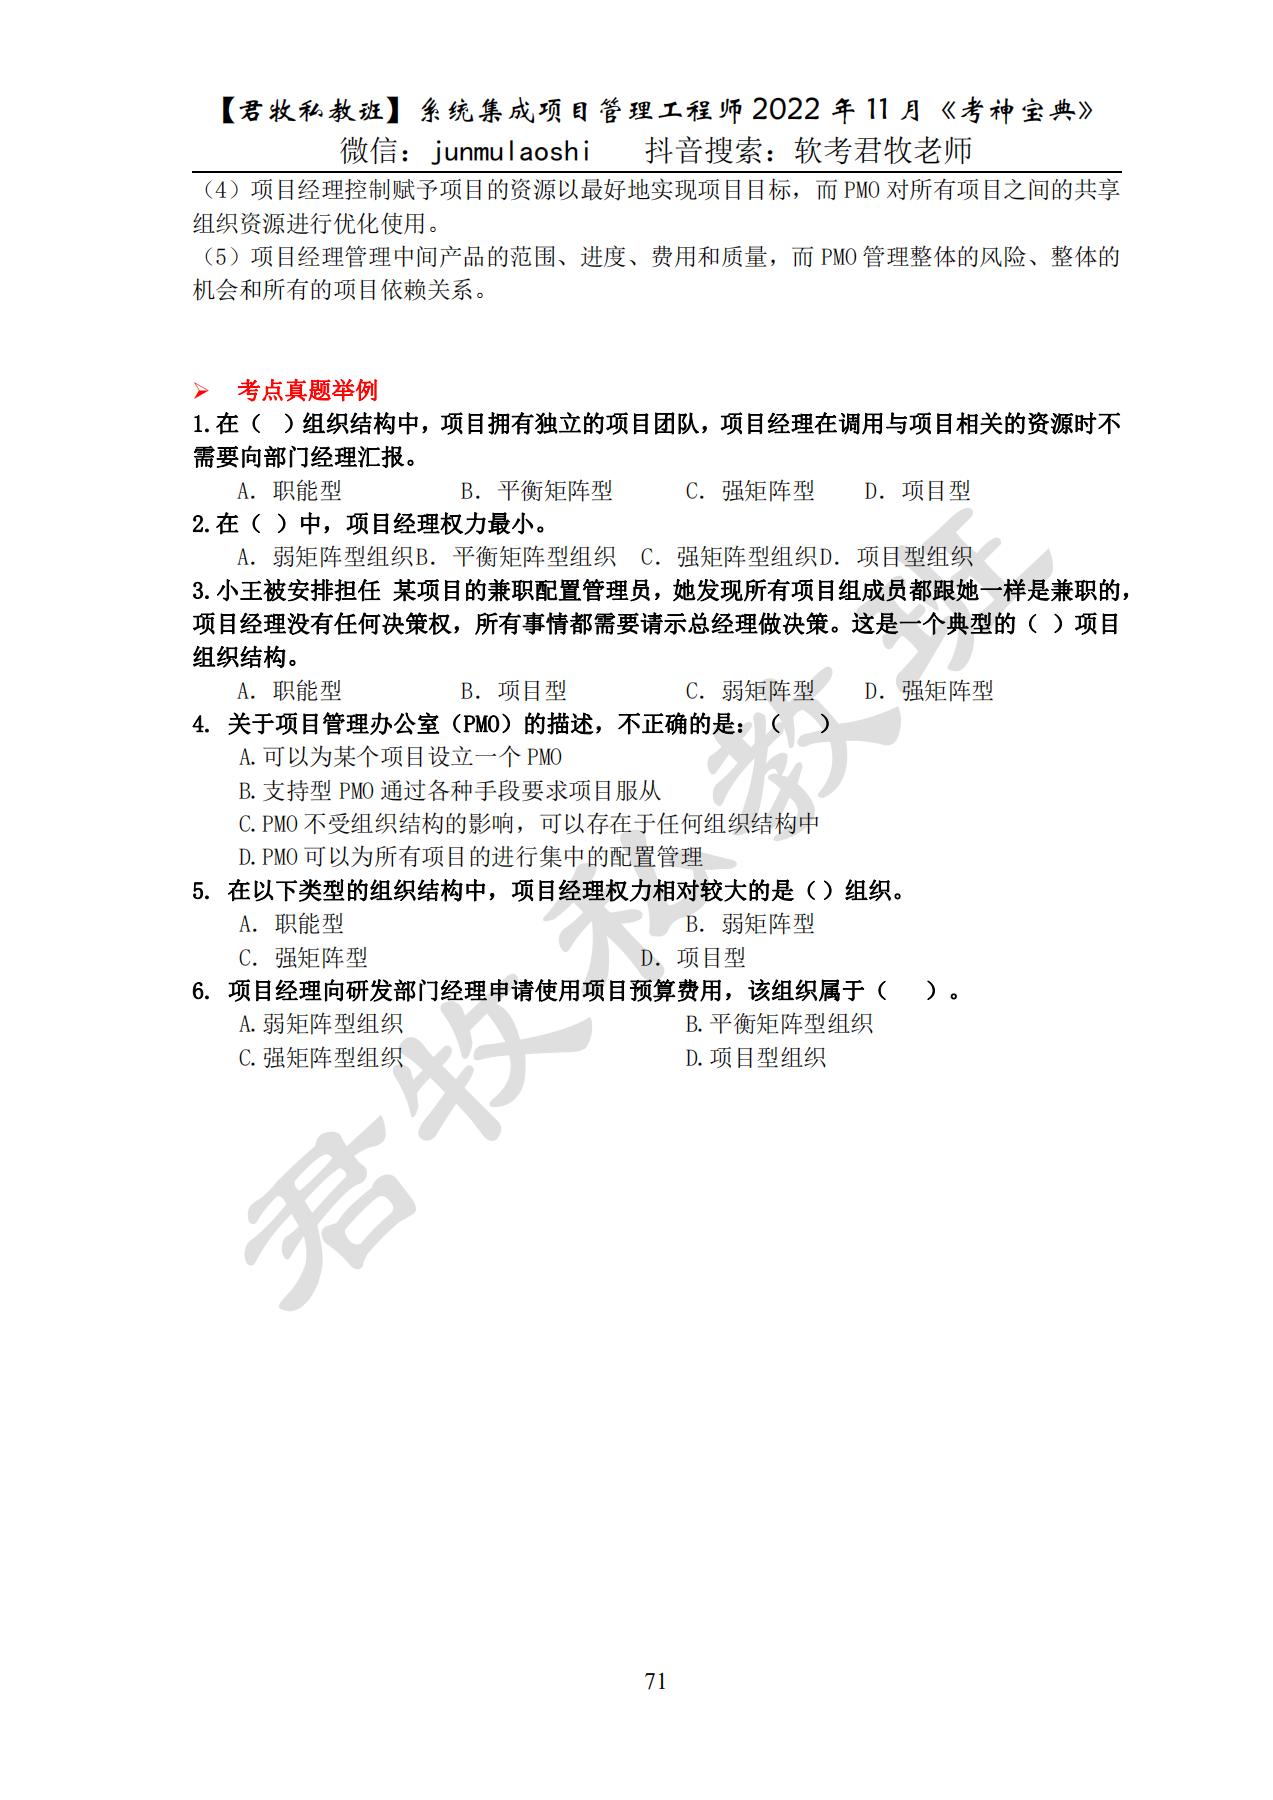 【君牧私教班】系统集成项目管理工程师 2022 年 11 月《考神宝典》
微信：junmulaoshi 抖音搜索：软考君牧老师
（4）项目经理控制赋予项目的资源以最好地实现项目目标，而 PMO 对所有项目之间的共享
组织资源进行优化使用。
（5）项目经理管理中间产品的范围、进度、费用和质量，而 PMO 管理整体的风险、整体的
机会和所有的项目依赖关系。
➢ 考点真题举例
1.在（ ）组织结构中，项目拥有独立的项目团队，项目经理在调用与项目相关的资源时不
需要向部门经理汇报。
A．职能型 B．平衡矩阵型 C．强矩阵型 D．项目型
2.在（ ）中，项目经理权力最小。
A．弱矩阵型组织 B．平衡矩阵型组织 C．强矩阵型组织 D．项目型组织
3.小王被安排担任 某项目的兼职配置管理员，她发现所有项目组成员都跟她一样是兼职的，
项目经理没有任何决策权，所有事情都需要请示总经理做决策。这是一个典型的（ ）项目
组织结构。
A．职能型 B．项目型 C．弱矩阵型 D．强矩阵型
4. 关于项目管理办公室（PMO）的描述，不正确的是：（ ）
A.可以为某个项目设立一个 PMO
B.支持型 PMO 通过各种手段要求项目服从
C.PMO 不受组织结构的影响，可以存在于任何组织结构中
D.PMO 可以为所有项目的进行集中的配置管理
5. 在以下类型的组织结构中，项目经理权力相对较大的是（）组织。
A．职能型 B．弱矩阵型
C．强矩阵型 D．项目型
6. 项目经理向研发部门经理申请使用项目预算费用，该组织属于（ ）。
A.弱矩阵型组织 B.平衡矩阵型组织
C.强矩阵型组织 D.项目型组织
君牧私教班
71